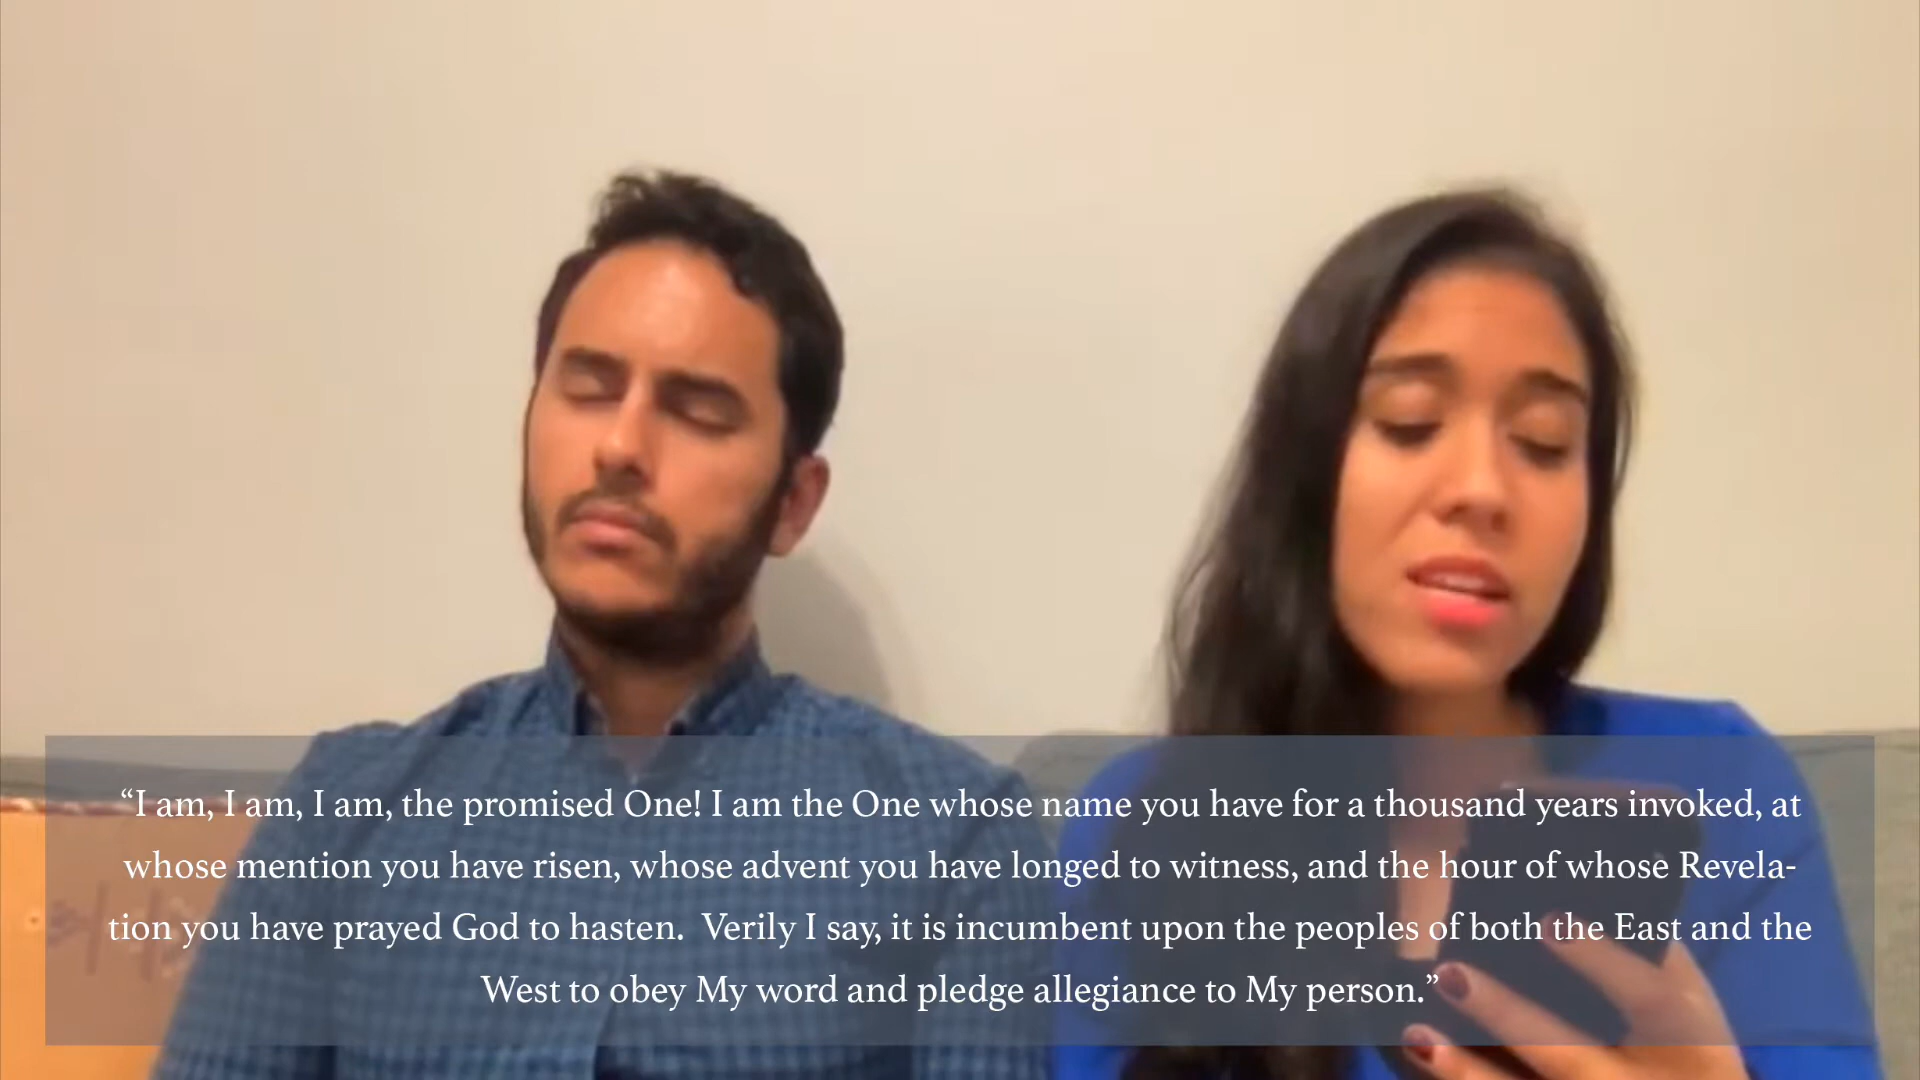 “I am, I am, I am, the promised One! I am the One whose name you have for a thousand years invoked, at
whose mention you have risen, whose advent you have longed to witness, and the hour of whose Revela-
tion you have prayed God to hasten.  Verily I say, it is incumbent upon the peoples of both the East and the
West to obey My word and pledge allegiance to My person.”